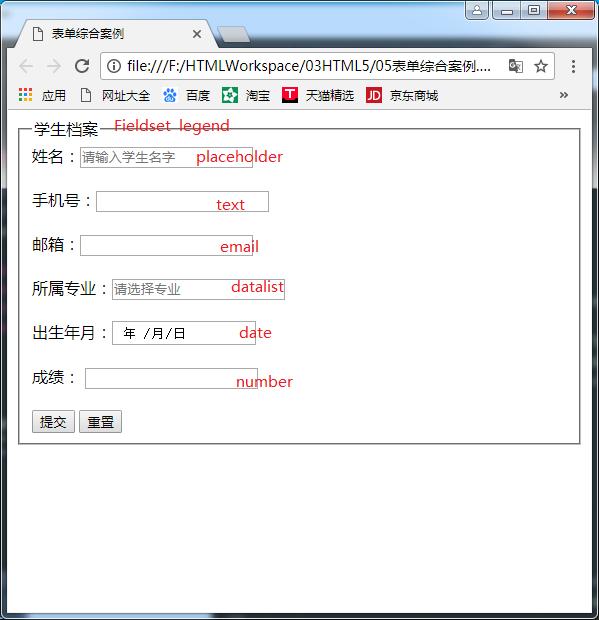 表单综合案例
file:///F:/HTMLWorkspace/03HTML5/05表单综合案例....
应用 网址大全 百度 淘宝 T 天猫精选 JD 京东商城 »
学生档案 Fieldset legend
姓名：请输入学生名字 placeholder
手机号： text
邮箱： email
所属专业：请选择专业 datalist
出生年月： 年 /月/日 date
成绩： number
提交 重置